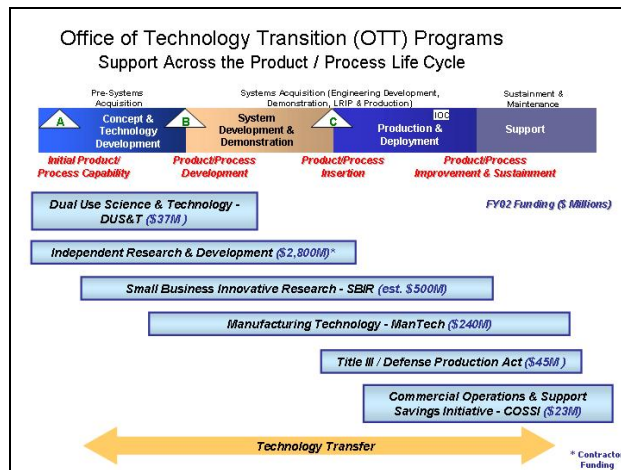 Office of Technology Transition (OTT) Programs
Support Across the Product / Process Life Cycle
Pre-Systems
Acquisition
Systems Acquisition (Engineering Development,
Demonstration, LRIP & Production)
Sustainment &
Maintenance
A
Concept &
Technology
Development
B
System
Development &
Demonstration
C
IOC
Production &
Deployment
Support
Initial Product/
Process Capability
Product/Process
Development
Product/Process
Insertion
Product/Process
Improvement & Sustainment
Dual Use Science & Technology -
DUS&T ($37M )
FY02 Funding ($ Millions)
Independent Research & Development ($2,800M)*
Small Business Innovative Research - SBIR (est. $500M)
Manufacturing Technology - ManTech ($240M)
Title III / Defense Production Act ($45M )
Commercial Operations & Support
Savings Initiative - COSSI ($23M)
Technology Transfer
* Contractor
Funding